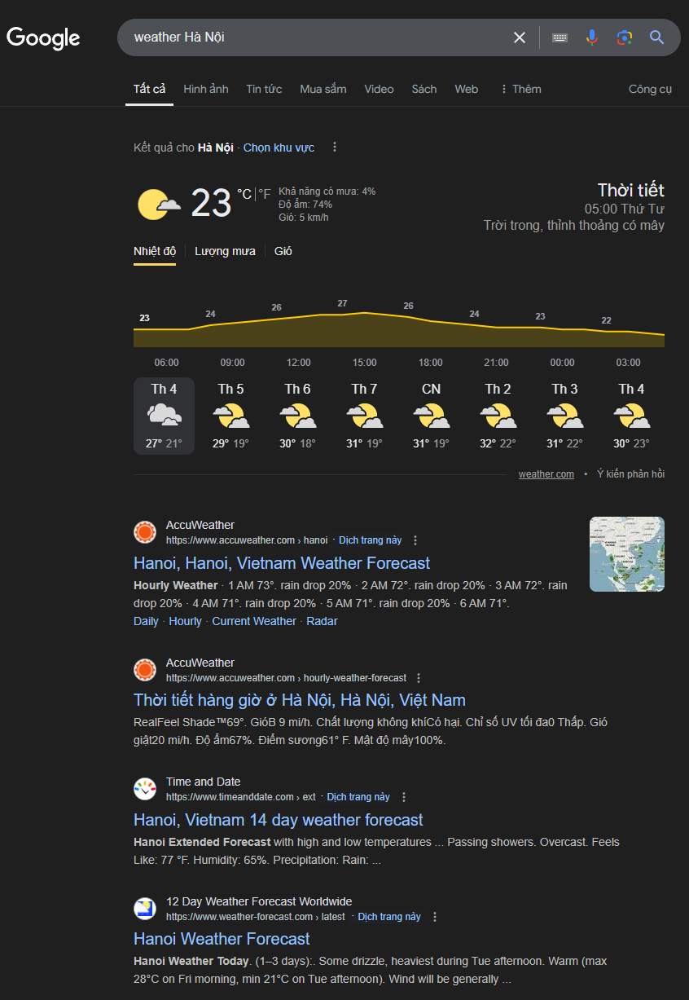 Google
weather Hà Nội
Tất cả Hình ảnh Tin tức Mua sắm Video Sách Web Thêm Công cụ
Kết quả cho Hà Nội · Chọn khu vực
23 °C | °F
Khả năng có mưa: 4%
Độ ẩm: 74%
Gió: 5 km/h
Thời tiết
05:00 Thứ Tư
Trời trong, thỉnh thoảng có mây
Nhiệt độ Lượng mưa Gió
23 24 26 27 26 24 23 22
06:00 09:00 12:00 15:00 18:00 21:00 00:00 03:00
Th 4 Th 5 Th 6 Th 7 CN Th 2 Th 3 Th 4
27° 21° 29° 19° 30° 18° 31° 19° 31° 19° 32° 22° 31° 22° 30° 23°
weather.com • Ý kiến phản hồi
AccuWeather
https://www.accuweather.com › hanoi · Dịch trang này
Hanoi, Hanoi, Vietnam Weather Forecast
Hourly Weather · 1 AM 73°. rain drop 20% · 2 AM 72°. rain drop 20% · 3 AM 72°. rain
drop 20% · 4 AM 71°. rain drop 20% · 5 AM 71°. rain drop 20% · 6 AM 71°.
Daily · Hourly · Current Weather · Radar
AccuWeather
https://www.accuweather.com › hourly-weather-forecast
Thời tiết hàng giờ ở Hà Nội, Hà Nội, Việt Nam
RealFeel Shade™69°. GióB 9 mi/h. Chất lượng không khíCó hại. Chỉ số UV tối đa0 Thấp. Gió
giật20 mi/h. Độ ẩm67%. Điểm sương61° F. Mật độ mây100%.
Time and Date
https://www.timeanddate.com › ext · Dịch trang này
Hanoi, Vietnam 14 day weather forecast
Hanoi Extended Forecast with high and low temperatures ... Passing showers. Overcast. Feels
Like: 77 °F. Humidity: 65%. Precipitation: Rain: ...
12 Day Weather Forecast Worldwide
https://www.weather-forecast.com › latest · Dịch trang này
Hanoi Weather Forecast
Hanoi Weather Today. (1–3 days):. Some drizzle, heaviest during Tue afternoon. Warm (max
28°C on Fri morning, min 21°C on Tue afternoon). Wind will be generally ...